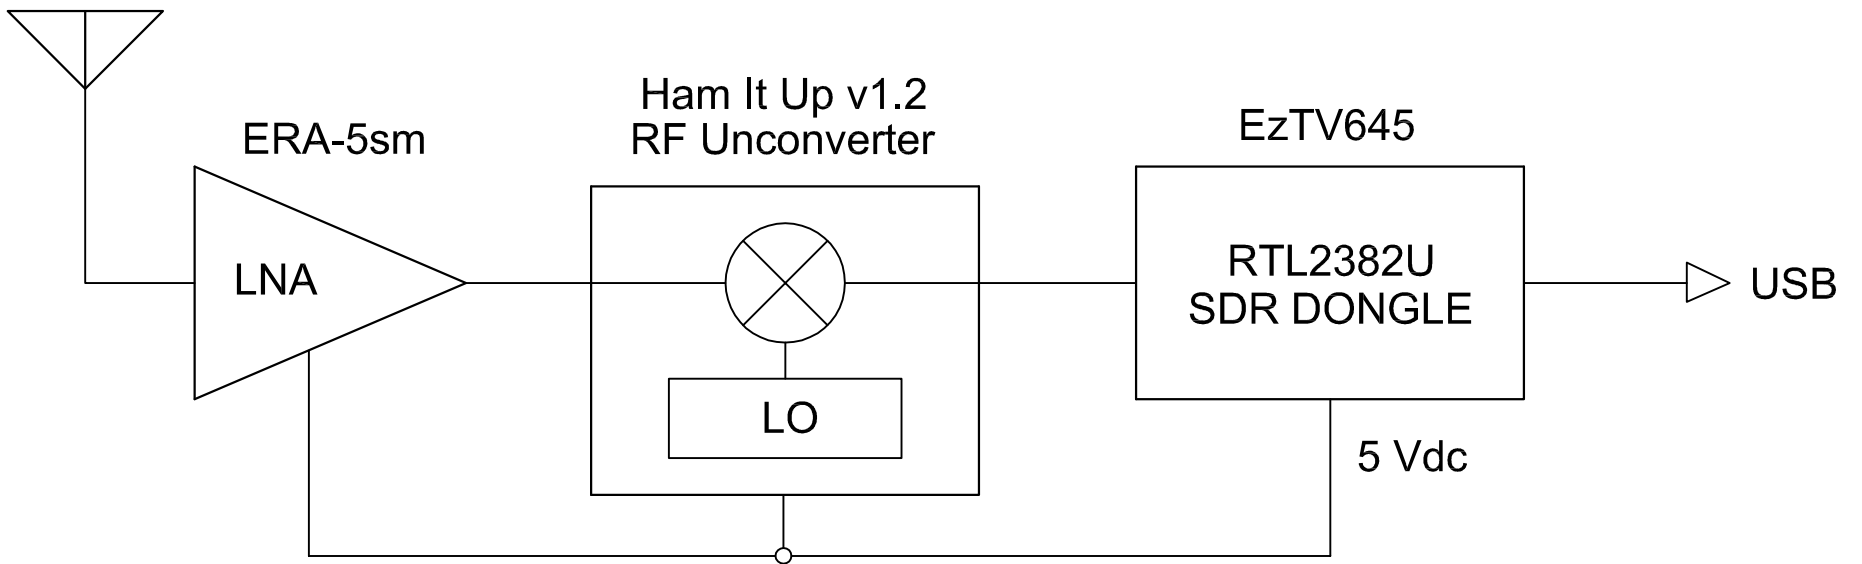 Ham It Up v1.2
RF Unconverter
ERA-5sm
EzTV645
LNA
LO
RTL2382U
SDR DONGLE
USB
5 Vdc